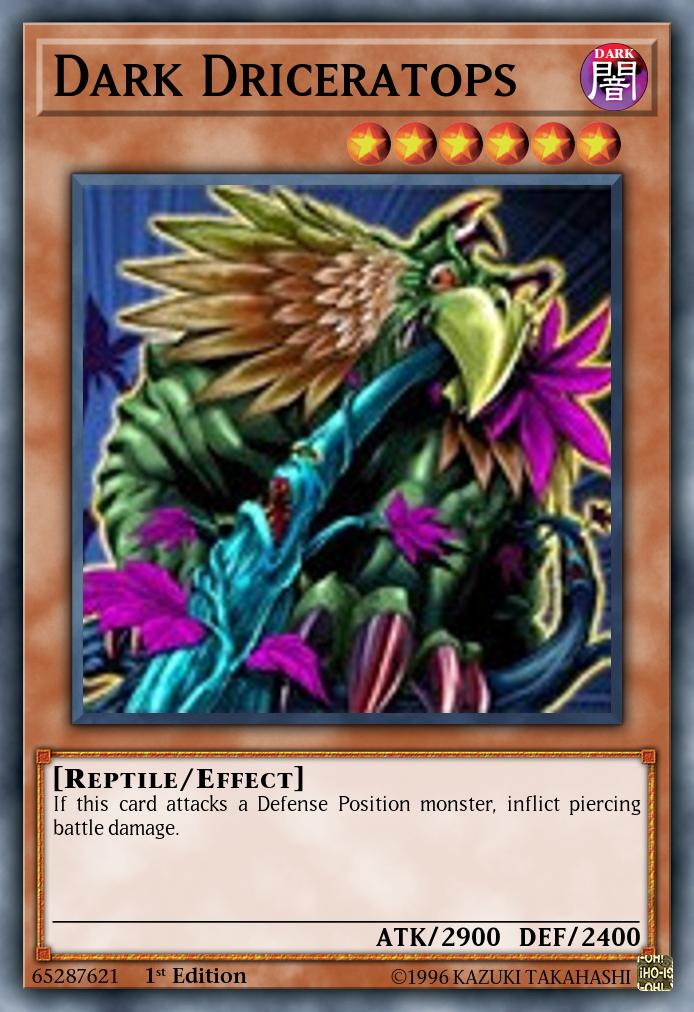 DARK DRICERATOPS
DARK
闇
[REPTILE/EFFECT]
If this card attacks a Defense Position monster, inflict piercing
battle damage.
ATK/2900 DEF/2400
65287621 1st Edition ©1996 KAZUKI TAKAHASHI